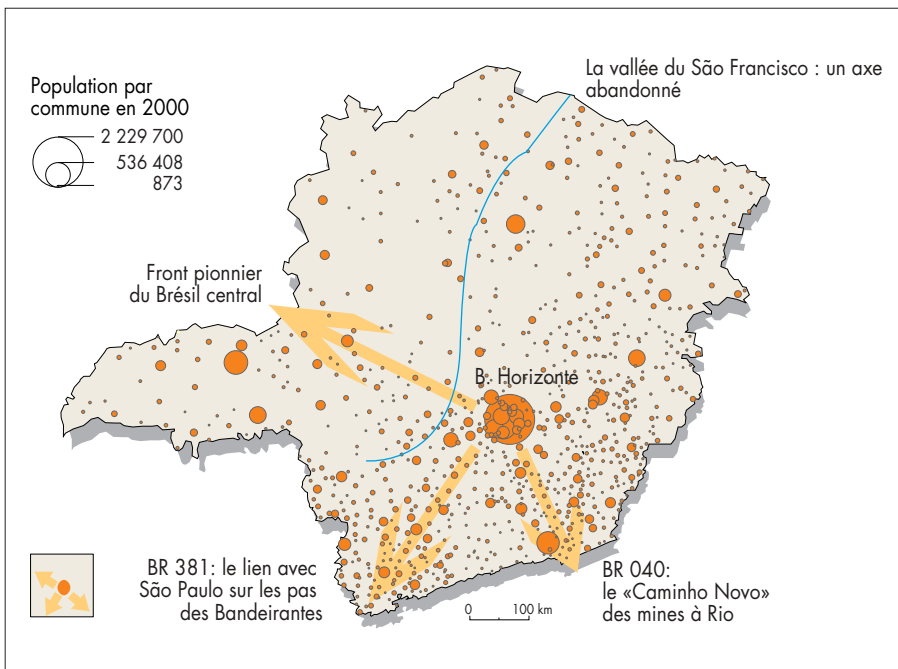 Population par
commune en 2000
2 229 700
536 408
873
La vallée du São Francisco : un axe
abandonné
Front pionnier
du Brésil central
B. Horizonte
BR 381: le lien avec
São Paulo sur les pas
des Bandeirantes
0 100 km
BR 040:
le «Caminho Novo»
des mines à Rio